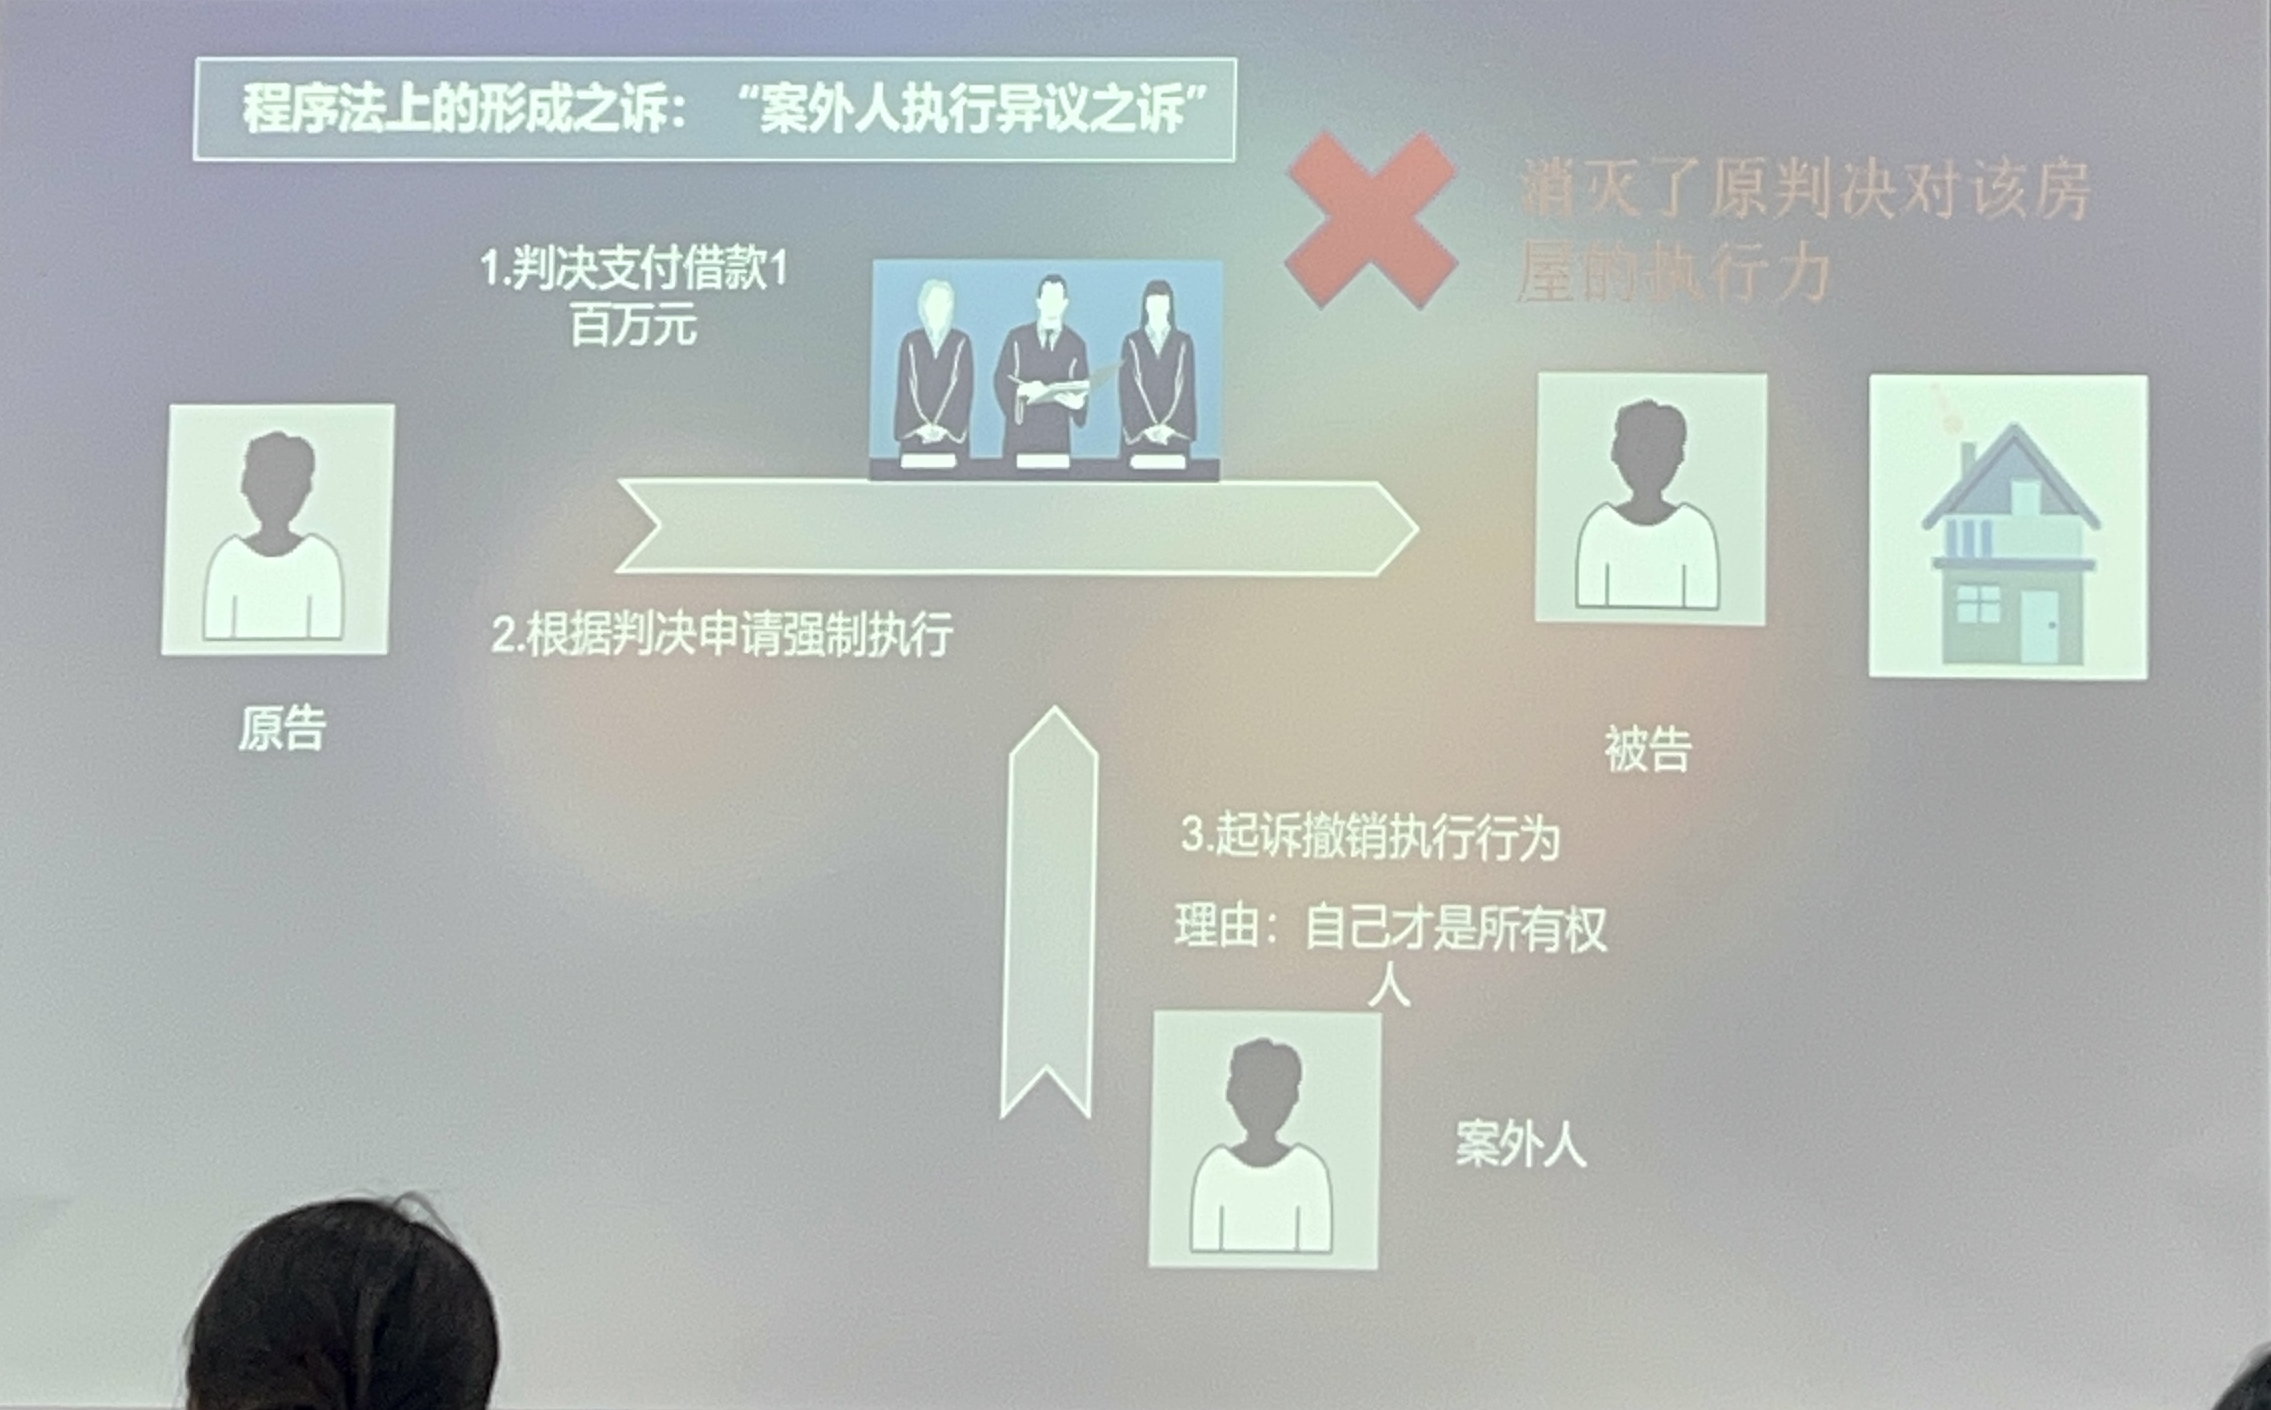 程序法上的形成之诉：“案外人执行异议之诉”
消灭了原判决对该房
屋的执行力
1.判决支付借款1
百万元
2.根据判决申请强制执行
原告
被告
3.起诉撤销执行行为
理由：自己才是所有权
人
案外人